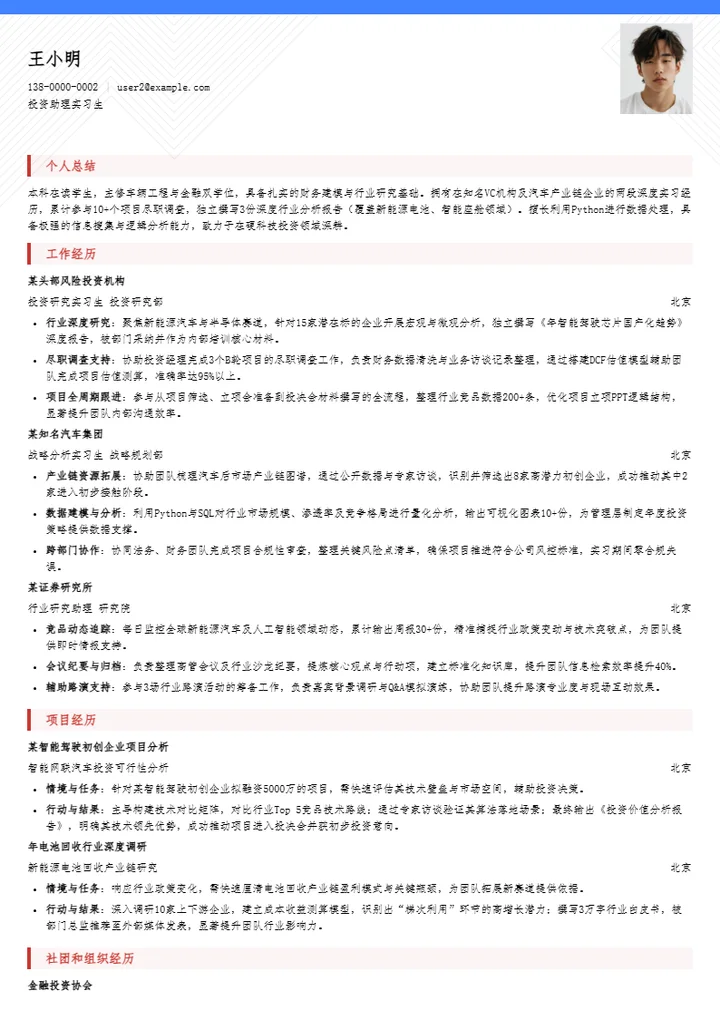 王小明
138-0000-0002 | user2@example.com
投资助理实习生
个人总结
本科在读学生，主修车辆工程与金融双学位，具备扎实的财务建模与行业研究基础。拥有在知名VC机构及汽车产业链企业的两段深度实习经
历，累计参与10+个项目尽职调查，独立撰写3份深度行业分析报告（覆盖新能源电池、智能座舱领域）。擅长利用Python进行数据处理，具
备极强的信息搜集与逻辑分析能力，致力于在硬科技投资领域深耕。
工作经历
某头部风险投资机构
投资研究实习生 投资研究部 北京
• 行业深度研究：聚焦新能源汽车与半导体赛道，针对15家潜在标的企业开展宏观与微观分析，独立撰写《年智能驾驶芯片国产化趋势》
深度报告，被部门采纳并作为内部培训核心材料。
• 尽职调查支持：协助投资经理完成3个B轮项目的尽职调查工作，负责财务数据清洗与业务访谈记录整理，通过搭建DCF估值模型辅助团
队完成项目估值测算，准确率达95%以上。
• 项目全周期跟进：参与从项目筛选、立项会准备到投决会材料撰写的全流程，整理行业竞品数据200+条，优化项目立项PPT逻辑结构，
显著提升团队内部沟通效率。
某知名汽车集团
战略分析实习生 战略规划部 北京
• 产业链资源拓展：协助团队梳理汽车后市场产业链图谱，通过公开数据与专家访谈，识别并筛选出8家高潜力初创企业，成功推动其中2
家进入初步接触阶段。
• 数据建模与分析：利用Python与SQL对行业市场规模、渗透率及竞争格局进行量化分析，输出可视化图表10+份，为管理层制定年度投资
策略提供数据支撑。
• 跨部门协作：协同法务、财务团队完成项目合规性审查，整理关键风险点清单，确保项目推进符合公司风控标准，实习期间零合规失
误。
某证券研究所
行业研究助理 研究院 北京
• 竞品动态追踪：每日监控全球新能源汽车及人工智能领域动态，累计输出周报30+份，精准捕捉行业政策变动与技术突破点，为团队提
供即时情报支持。
• 会议纪要与归档：负责整理高管会议及行业沙龙纪要，提炼核心观点与行动项，建立标准化知识库，提升团队信息检索效率提升40%。
• 辅助路演支持：参与3场行业路演活动的筹备工作，负责嘉宾背景调研与Q&A模拟演练，协助团队提升路演专业度与现场互动效果。
项目经历
某智能驾驶初创企业项目分析
智能网联汽车投资可行性分析 北京
• 情境与任务：针对某智能驾驶初创企业拟融资5000万的项目，需快速评估其技术壁垒与市场空间，辅助投资决策。
• 行动与结果：主导构建技术对比矩阵，对比行业Top 5竞品技术路线；通过专家访谈验证其算法落地场景；最终输出《投资价值分析报
告》，明确其技术领先优势，成功推动项目进入投决会并获初步投资意向。
年电池回收行业深度调研
新能源电池回收产业链研究 北京
• 情境与任务：响应行业政策变化，需快速厘清电池回收产业链盈利模式与关键瓶颈，为团队拓展新赛道提供依据。
• 行动与结果：深入调研10家上下游企业，建立成本收益测算模型，识别出“梯次利用”环节的高增长潜力；撰写3万字行业白皮书，被
部门总监推荐至外部媒体发表，显著提升团队行业影响力。
社团和组织经历
金融投资协会